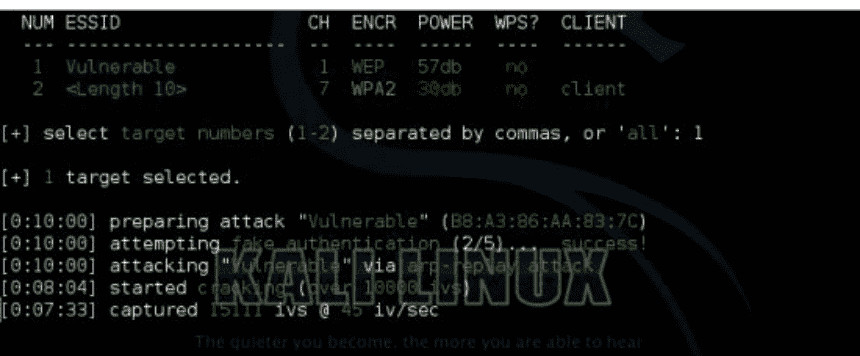 NUM ESSID CH ENCR POWER WPS? CLIENT
--- -------------------- -- ---- ----- ---- ------
1 Vulnerable 1 WEP 57db no
2 <Length 10> 7 WPA2 30db no client
[+] select target numbers (1-2) separated by commas, or 'all': 1
[+] 1 target selected.
[0:10:00] preparing attack "Vulnerable" (B8:A3:86:AA:83:7C)
[0:10:00] attempting fake authentication (2/5)... success!
[0:10:00] attacking "Vulnerable" via arp-replay attack
[0:08:04] started cracking (over 10000 ivs)
[0:07:33] captured 15111 ivs @ 45 iv/sec
KALI LINUX
The quieter you become, the more you are able to hear